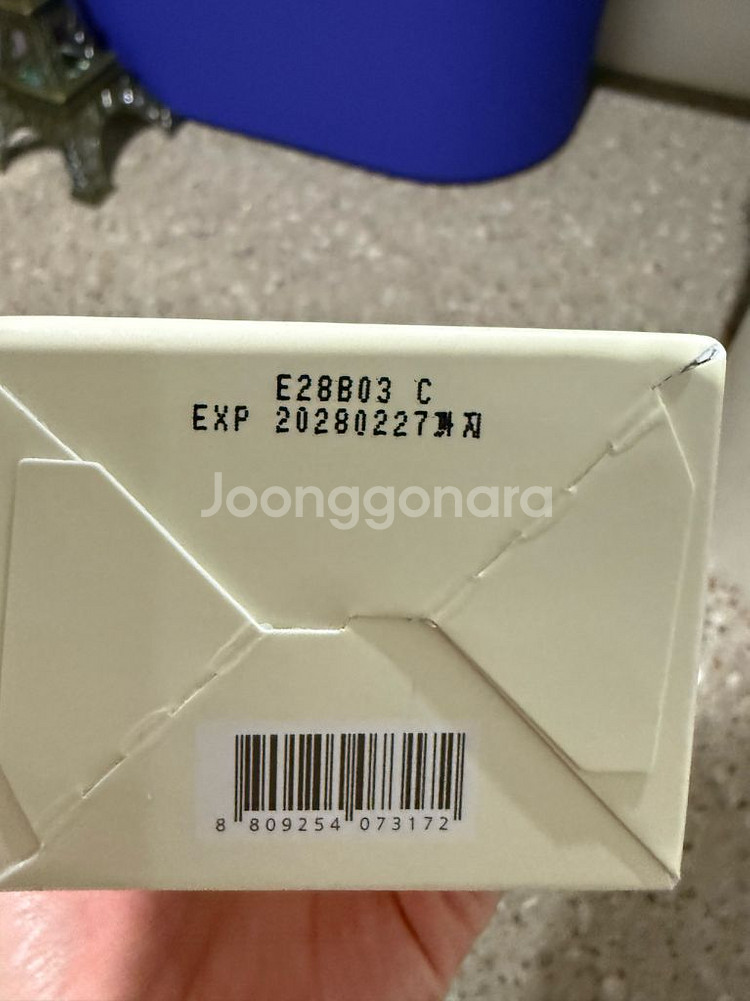 E28B03 C
EXP 20280227까지
Joonggonara
8 809254 073172